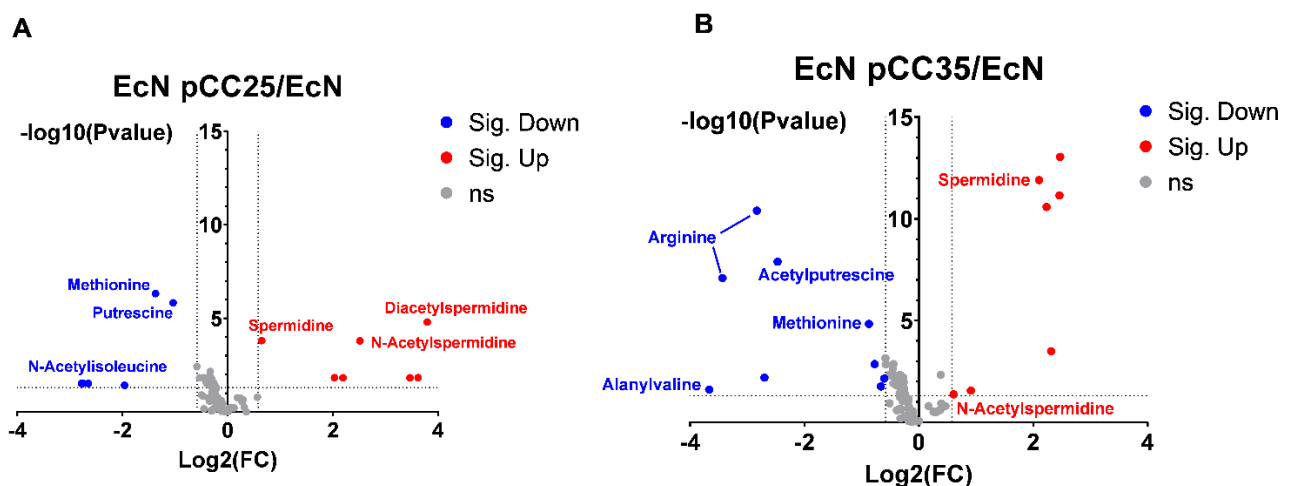 A
EcN pCC25/EcN
-log10(Pvalue)
15
10
5
Sig. Down
Sig. Up
ns
Methionine
Putrescine
Spermidine
Diacetylspermidine
N-Acetylspermidine
N-Acetylisoleucine
-4
-2
0
2
4
Log2(FC)
B
EcN pCC35/EcN
-log10(Pvalue)
15
10
5
Sig. Down
Sig. Up
ns
Spermidine
Arginine
Acetylputrescine
Methionine
Alanylvaline
N-Acetylspermidine
-4
-2
0
2
4
Log2(FC)